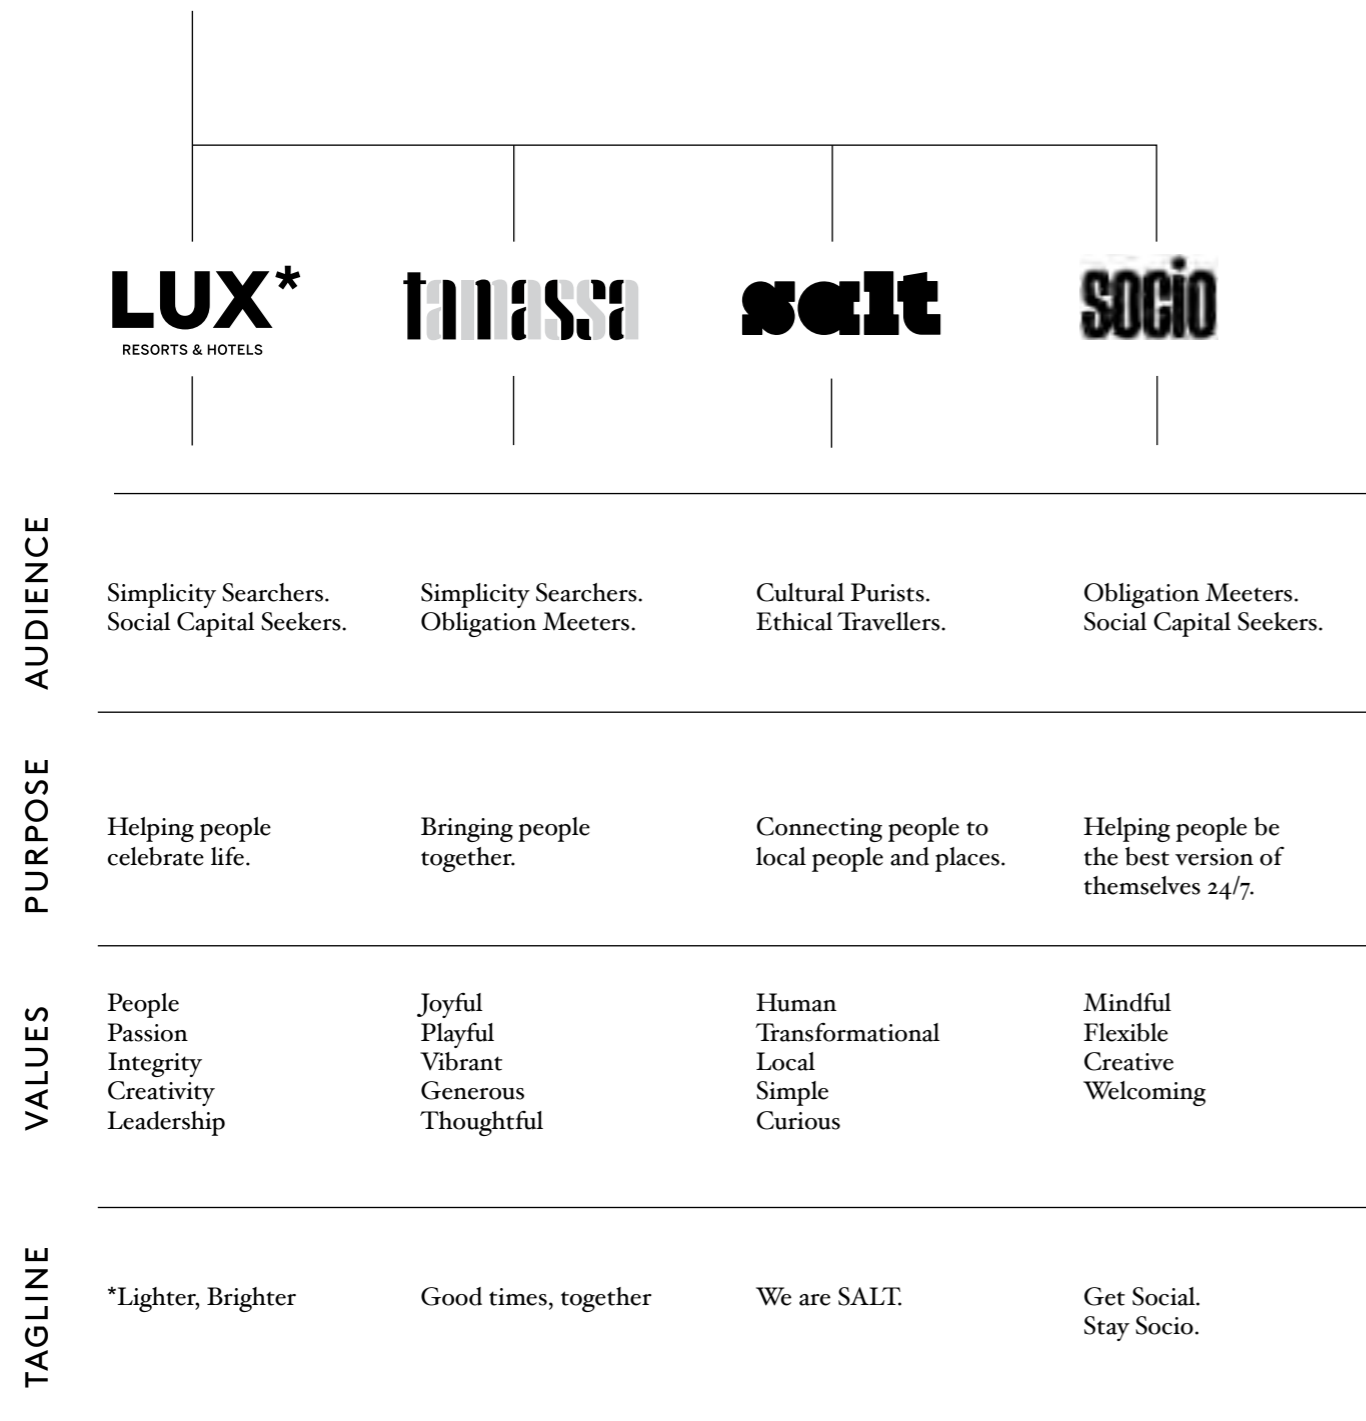 LUX*
RESORTS & HOTELS
tamassa
salt
socio
AUDIENCE
Simplicity Searchers.
Social Capital Seekers.
Simplicity Searchers.
Obligation Meeters.
Cultural Purists.
Ethical Travellers.
Obligation Meeters.
Social Capital Seekers.
PURPOSE
Helping people
celebrate life.
Bringing people
together.
Connecting people to
local people and places.
Helping people be
the best version of
themselves 24/7.
VALUES
People
Passion
Integrity
Creativity
Leadership
Joyful
Playful
Vibrant
Generous
Thoughtful
Human
Transformational
Local
Simple
Curious
Mindful
Flexible
Creative
Welcoming
TAGLINE
*Lighter, Brighter
Good times, together
We are SALT.
Get Social.
Stay Socio.